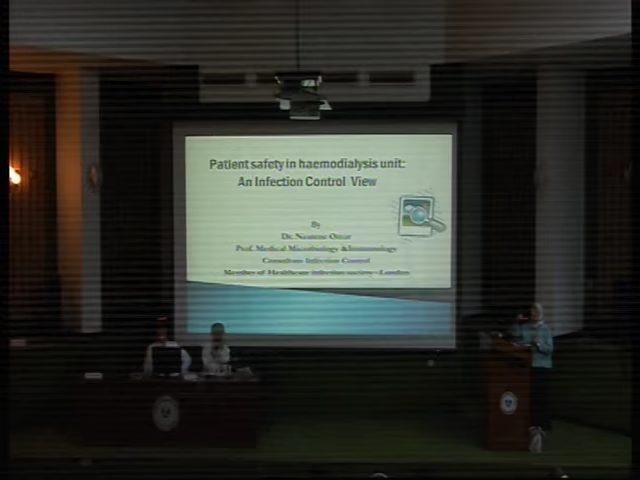 Patient safety in haemodialysis unit:
An Infection Control View
By
Dr. Omar
Prof. Medical Microbiology & Immunology
Consultant Infection Control
Member of Healthcare infection society - London